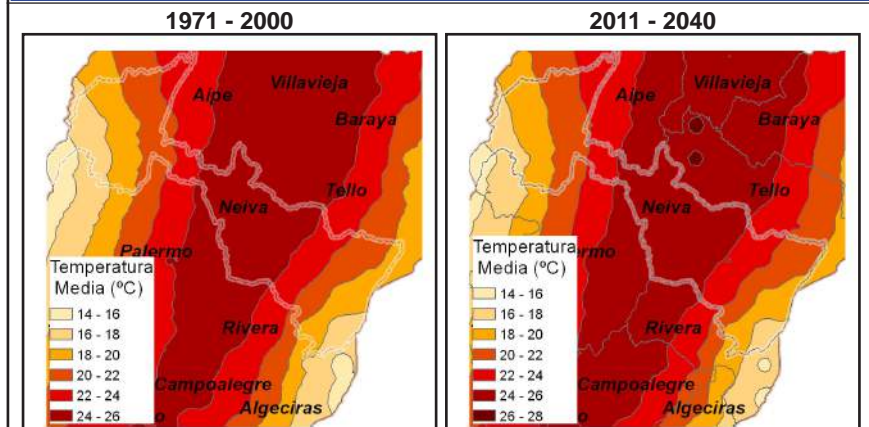 1971 - 2000
Villavieja
Aipe
Baraya
Tello
Neiva
Palermo
Temperatura
Media (ºC)
14 - 16
16 - 18
18 - 20
20 - 22
22 - 24
24 - 26
Rivera
Campoalegre
Algeciras
o
2011 - 2040
Villavieja
Aipe
Baraya
Tello
Neiva
ermo
Temperatura
Media (ºC)
14 - 16
16 - 18
18 - 20
20 - 22
22 - 24
24 - 26
26 - 28
Rivera
Campoalegre
Algeciras